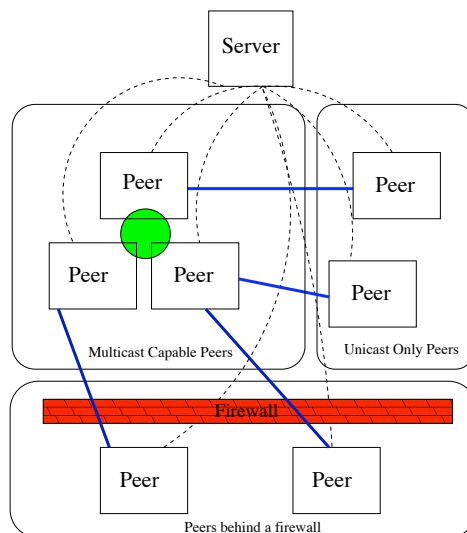 Server
Peer
Peer
Peer
Peer
Peer
Multicast Capable Peers
Unicast Only Peers
Firewall
Peer
Peer
Peers behind a firewall